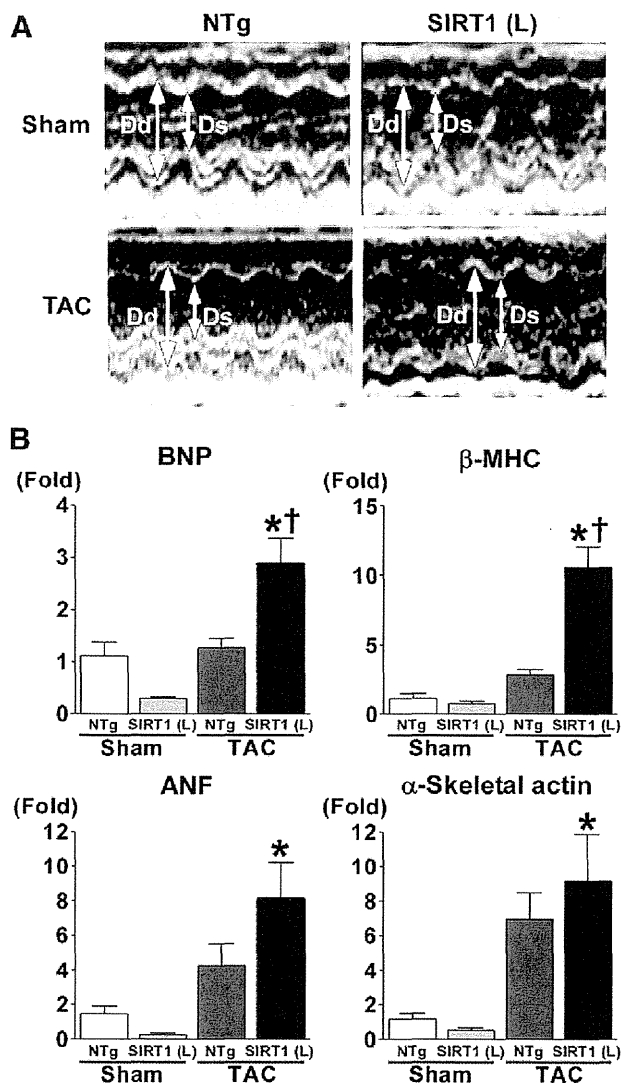 A
NTg SIRT1 (L)
Sham
Dd Ds Dd Ds
TAC
Dd Ds Dd Ds
B
BNP
(Fold)
4
3
2
1
0
*†
NTg SIRT1 (L) NTg SIRT1 (L)
Sham TAC
β-MHC
(Fold)
15
10
5
0
*†
NTg SIRT1 (L) NTg SIRT1 (L)
Sham TAC
ANF
(Fold)
12
10
8
6
4
2
0
*
NTg SIRT1 (L) NTg SIRT1 (L)
Sham TAC
α-Skeletal actin
(Fold)
12
10
8
6
4
2
0
*
NTg SIRT1 (L) NTg SIRT1 (L)
Sham TAC